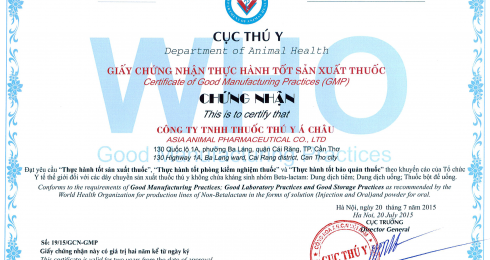 CỤC THÚ Y
Department of Animal Health
GIẤY CHỨNG NHẬN THỰC HÀNH TỐT SẢN XUẤT THUỐC
Certificate of Good Manufacturing Practices (GMP)
CHỨNG NHẬN
This is to certify that
CÔNG TY TNHH THUỐC THÚ Y Á CHÂU
ASIA ANIMAL PHARMACEUTICAL CO., LTD
130 Quốc lộ 1A, phường Ba Láng, quận Cái Răng, TP. Cần Thơ
130 Highway 1A, Ba Lang ward, Cai Rang district, Can Tho city
Đạt yêu cầu "Thực hành tốt sản xuất thuốc", "Thực hành tốt phòng kiểm nghiệm thuốc" và "Thực hành tốt bảo quản thuốc" theo khuyến cáo của Tổ chức
Y tế thế giới đối với các dây chuyền sản xuất thuốc thú y không chứa kháng sinh nhóm Beta-lactam: Dung dịch tiêm; Dung dịch uống; Thuốc bột để uống.
Conforms to the requirements of Good Manufacturing Practices; Good Laboratory Practices and Good Storage Practices as recommended by the
World Health Organization for production lines of Non-Betalactam in the forms of solution (Injection and Oral)and powder for oral.
Hà Nội, ngày 20 tháng 7 năm 2015
Ha Noi, 20 July 2015
CỤC TRƯỞNG
Director General
Số: 19/15/GCN-GMP
Giấy chứng nhận này có giá trị hai năm kể từ ngày ký
This certificate is valid for two years from the date of approval
CỤC THÚ Y
WHO